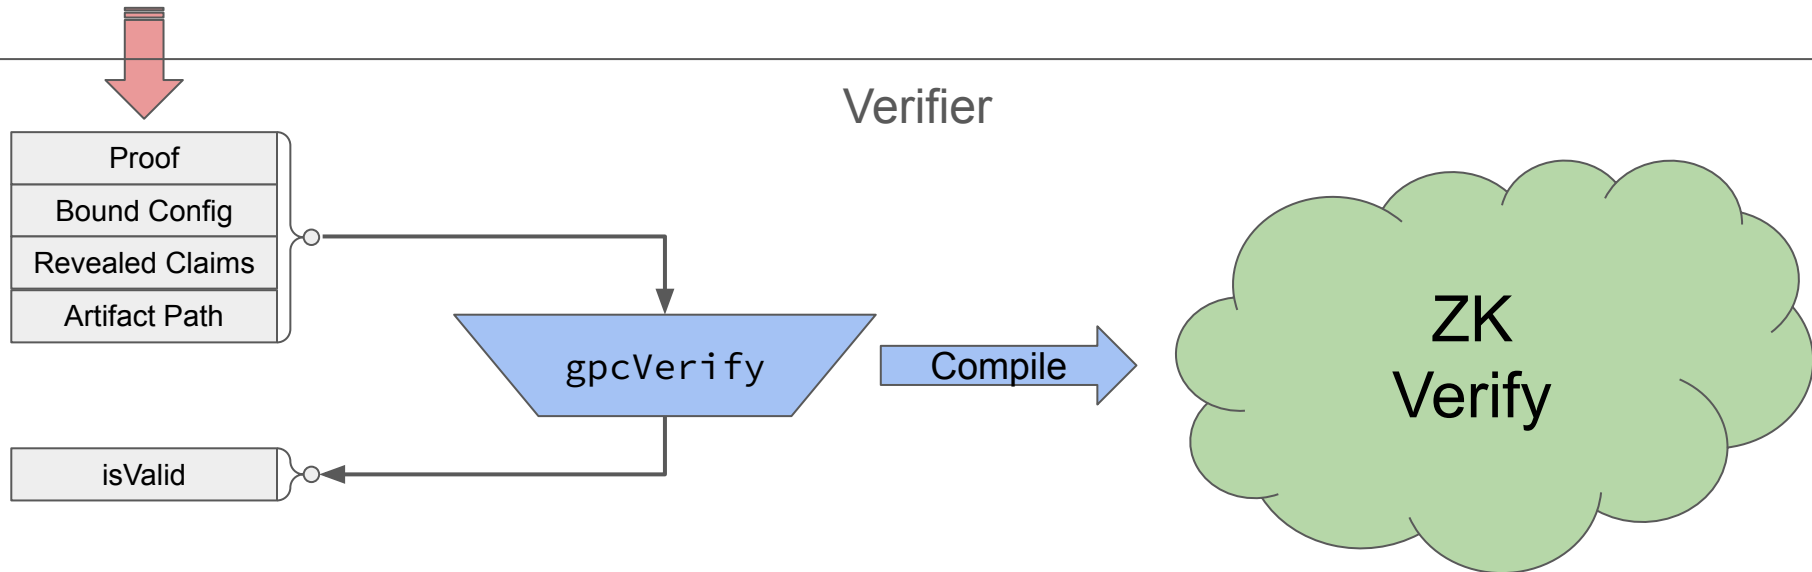 Verifier
Proof
Bound Config
Revealed Claims
Artifact Path
gpcVerify
Compile
ZK
Verify
isValid